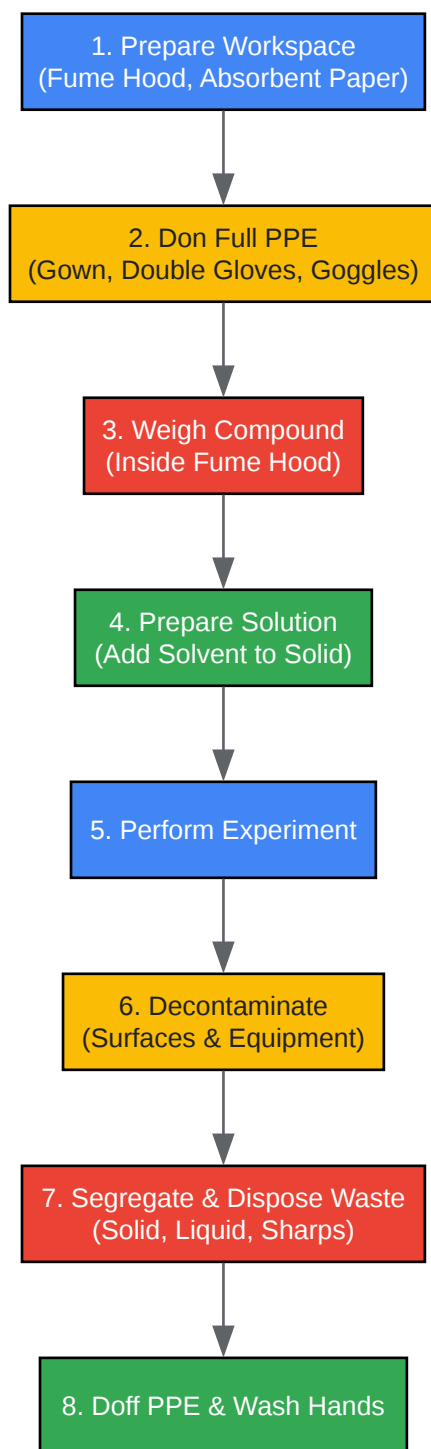 1. Prepare Workspace
(Fume Hood, Absorbent Paper)
2. Don Full PPE
(Gown, Double Gloves, Goggles)
3. Weigh Compound
(Inside Fume Hood)
4. Prepare Solution
(Add Solvent to Solid)
5. Perform Experiment
6. Decontaminate
(Surfaces & Equipment)
7. Segregate & Dispose Waste
(Solid, Liquid, Sharps)
8. Doff PPE & Wash Hands